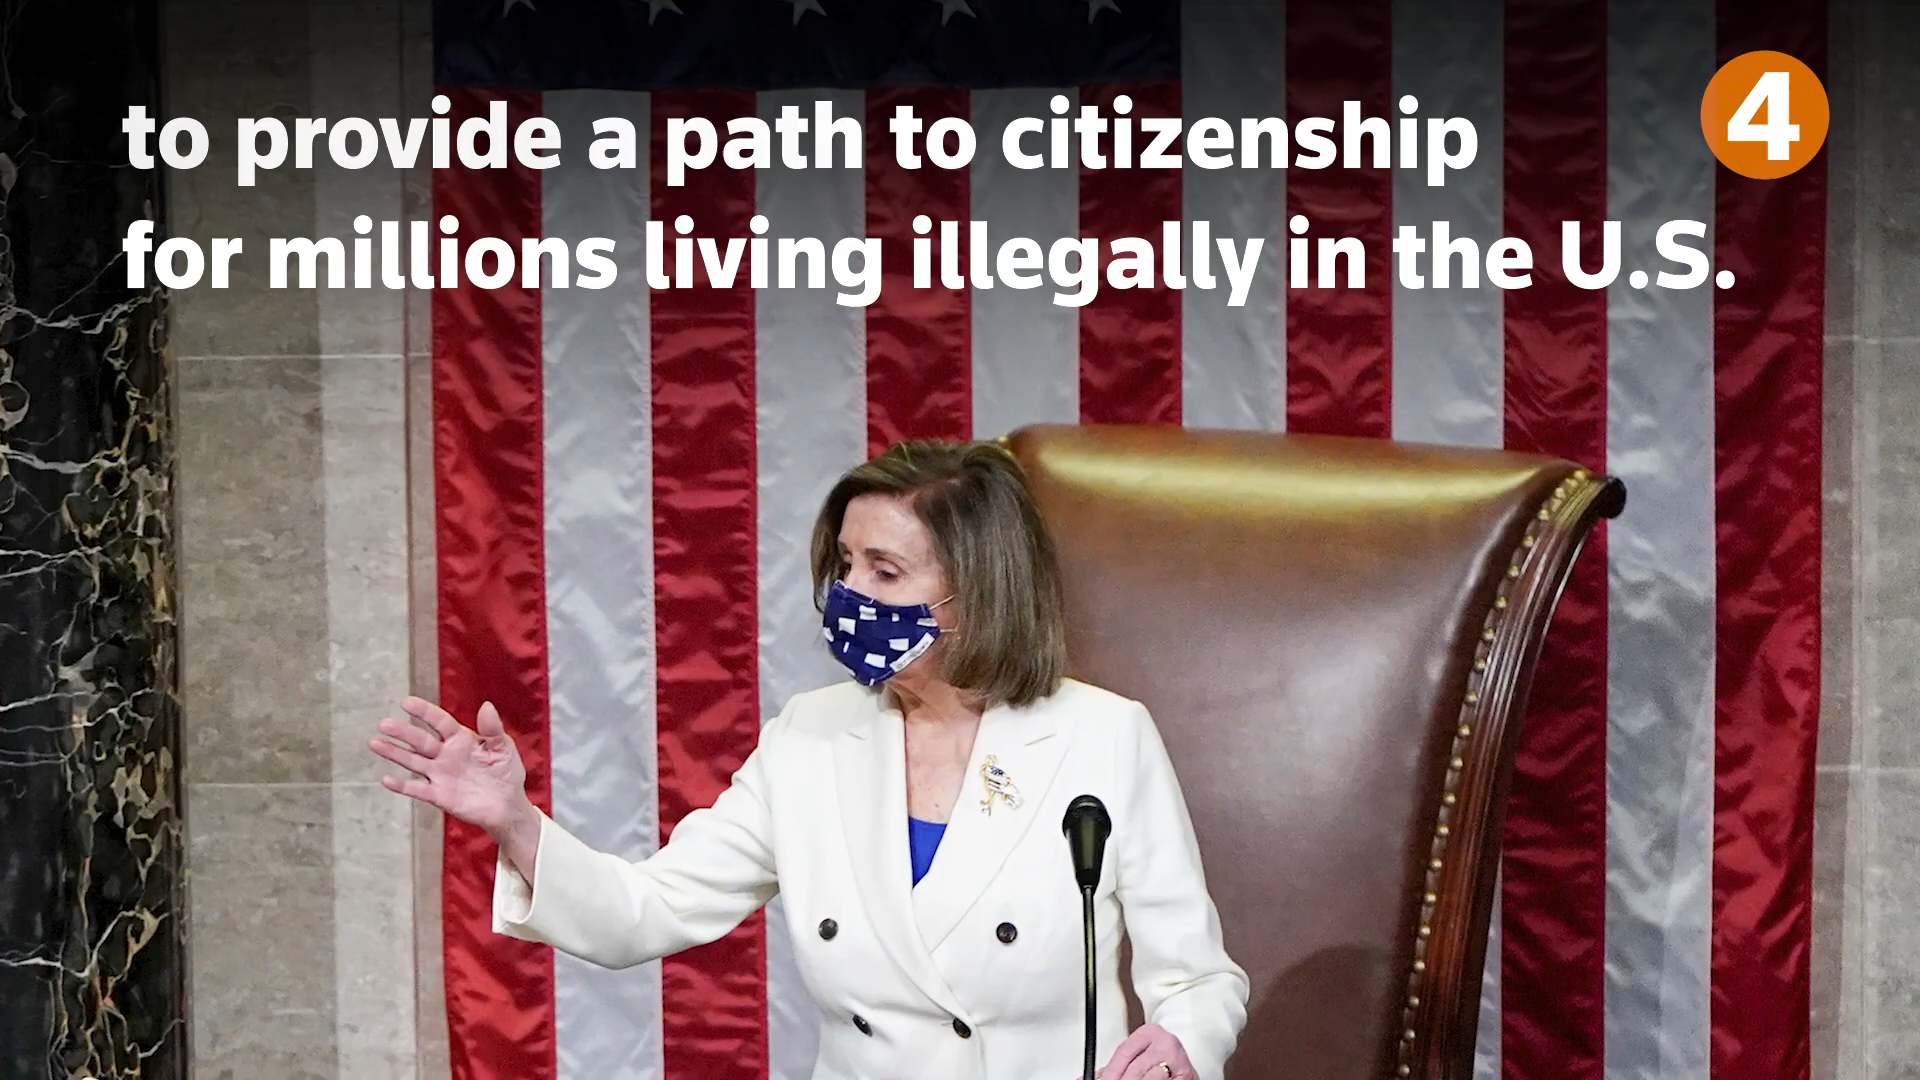 to provide a path to citizenship
for millions living illegally in the U.S.
4